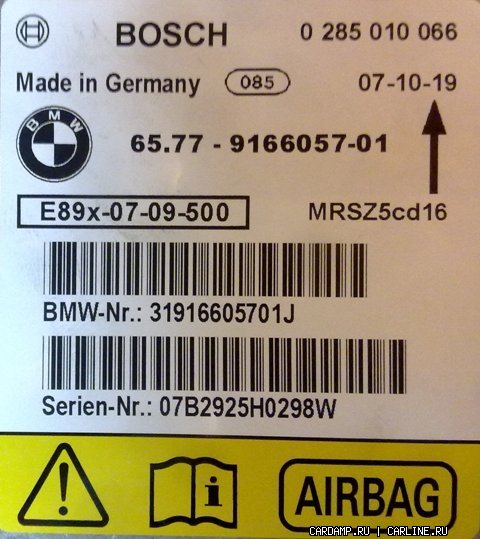 BOSCH 0 285 010 066
Made in Germany 085 07-10-19
BMW
65.77 - 9166057-01
E89x-07-09-500 MRSZ5cd16
BMW-Nr.: 31916605701J
Serien-Nr.: 07B2925H0298W
i AIRBAG
CARDAMP.RU | CARLINE.RU